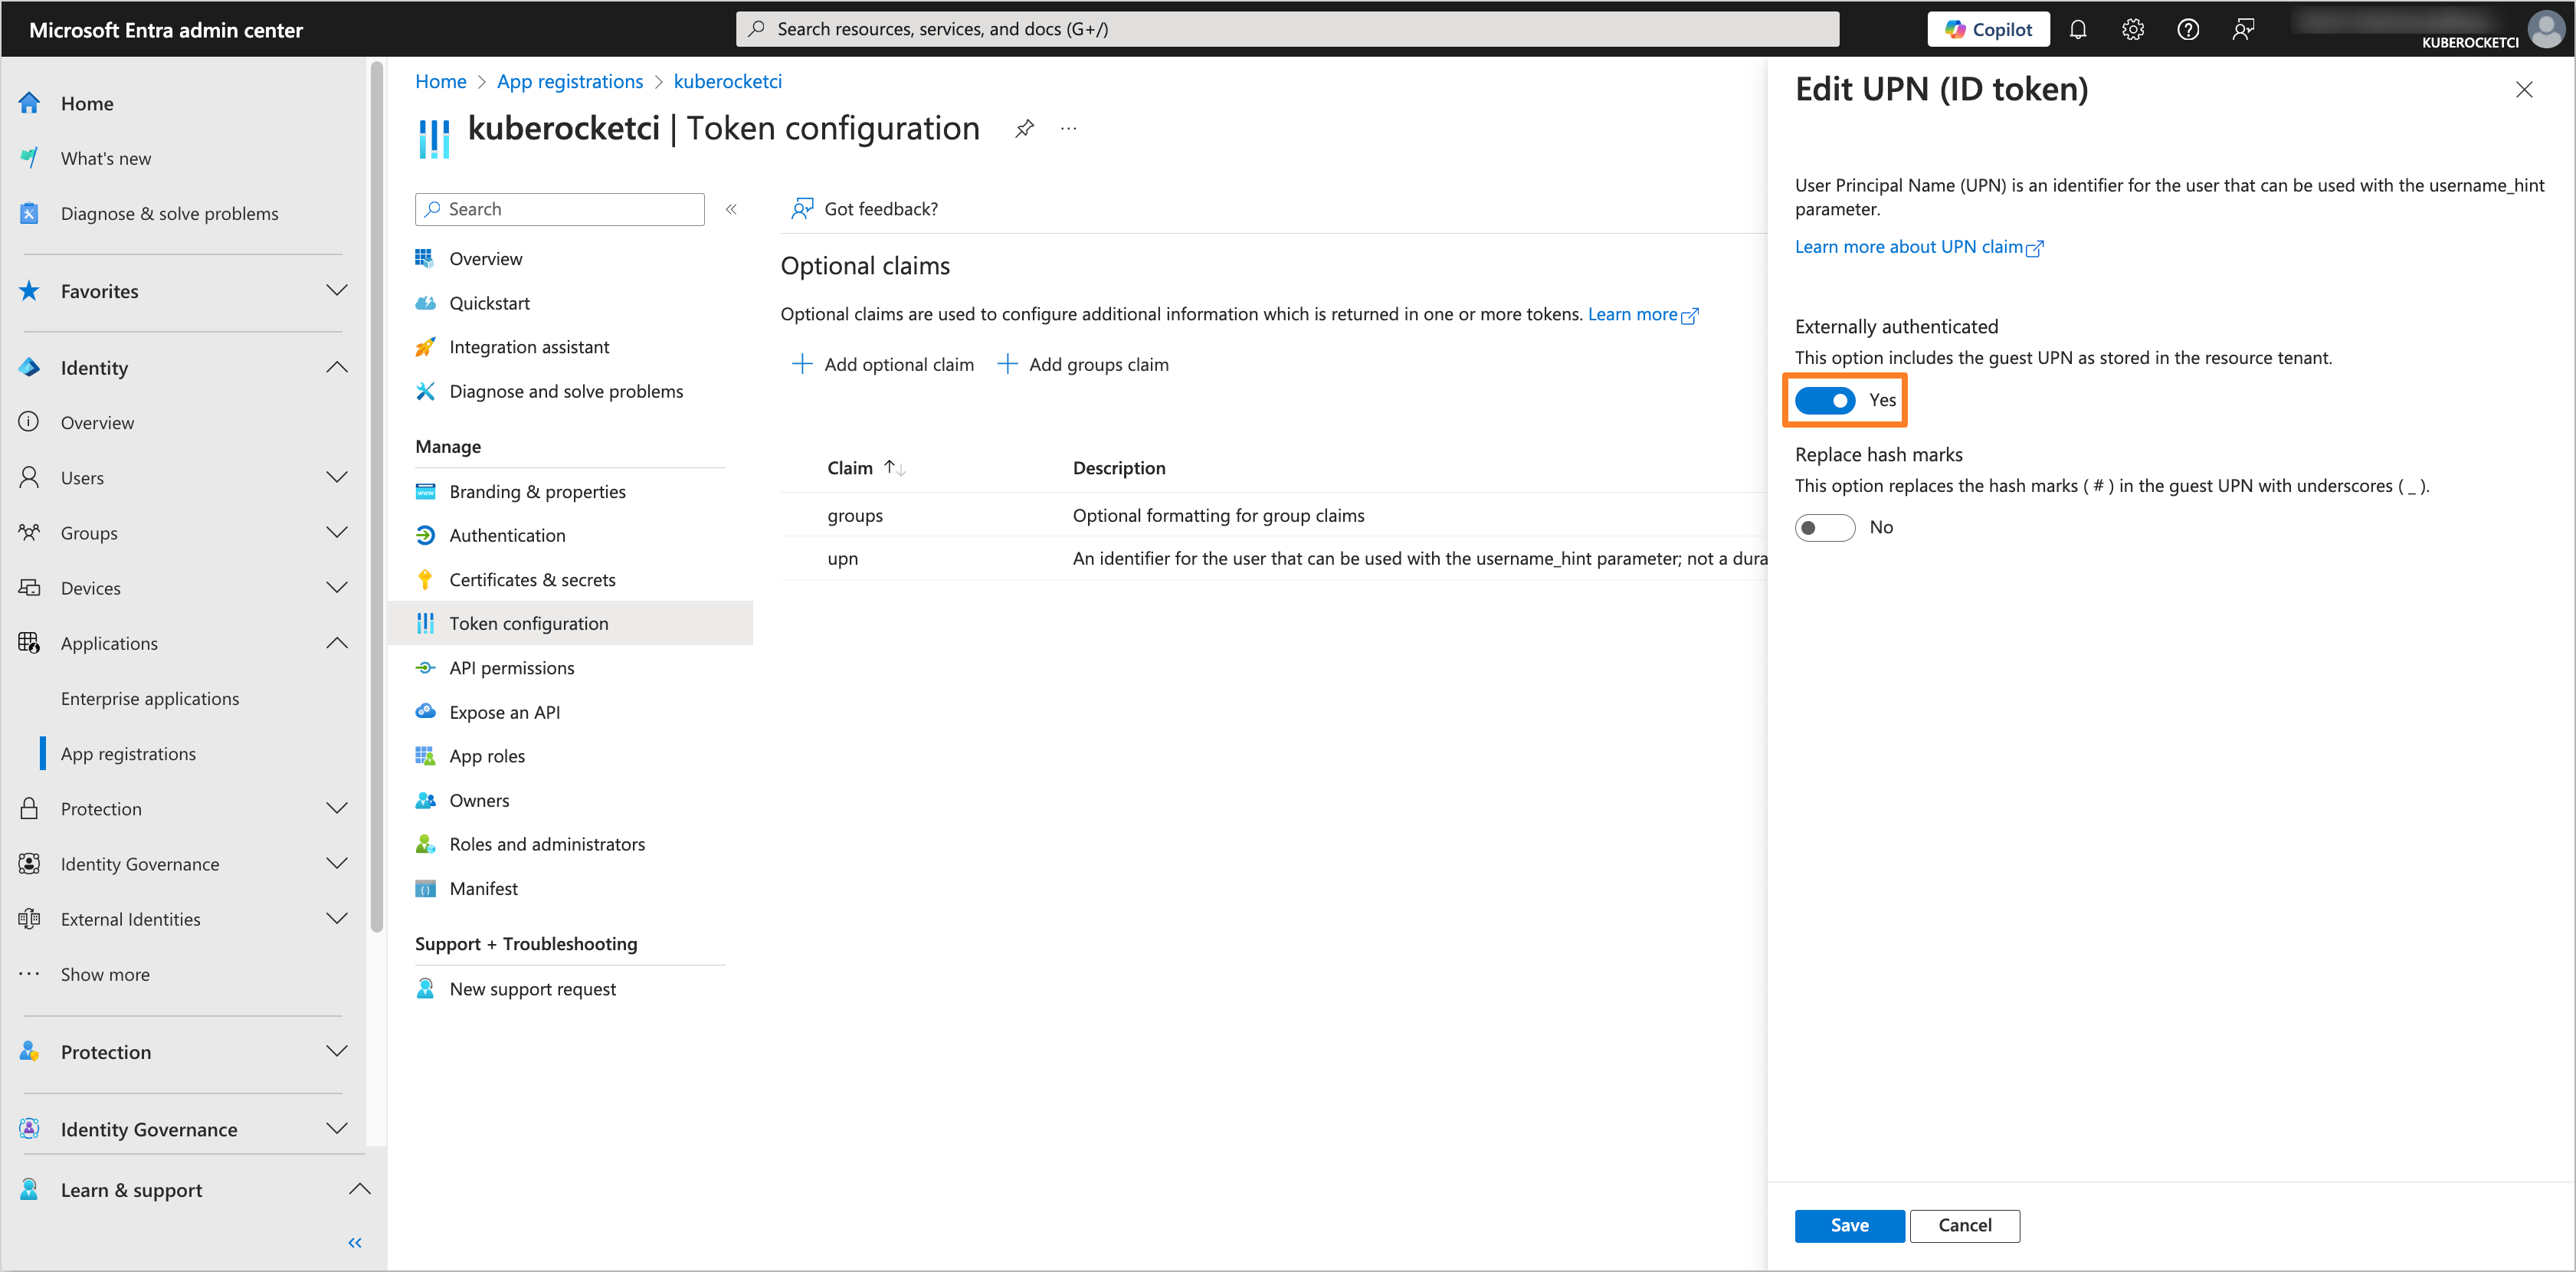 Microsoft Entra admin center
Search resources, services, and docs (G+/)
Copilot
KUBEROCKETCI
Home
What's new
Diagnose & solve problems
Favorites
Identity
Overview
Users
Groups
Devices
Applications
Enterprise applications
App registrations
Protection
Identity Governance
External Identities
Show more
Protection
Identity Governance
Learn & support
Home > App registrations > kuberocketci
kuberocketci | Token configuration
Search
Overview
Quickstart
Integration assistant
Diagnose and solve problems
Manage
Branding & properties
Authentication
Certificates & secrets
Token configuration
API permissions
Expose an API
App roles
Owners
Roles and administrators
Manifest
Support + Troubleshooting
New support request
Got feedback?
Optional claims
Optional claims are used to configure additional information which is returned in one or more tokens. Learn more
Add optional claim
Add groups claim
Claim Description
groups Optional formatting for group claims
upn An identifier for the user that can be used with the username_hint parameter; not a dura
Edit UPN (ID token)
User Principal Name (UPN) is an identifier for the user that can be used with the username_hint
parameter.
Learn more about UPN claim
Externally authenticated
This option includes the guest UPN as stored in the resource tenant.
Yes
Replace hash marks
This option replaces the hash marks ( # ) in the guest UPN with underscores ( _ ).
No
Save
Cancel